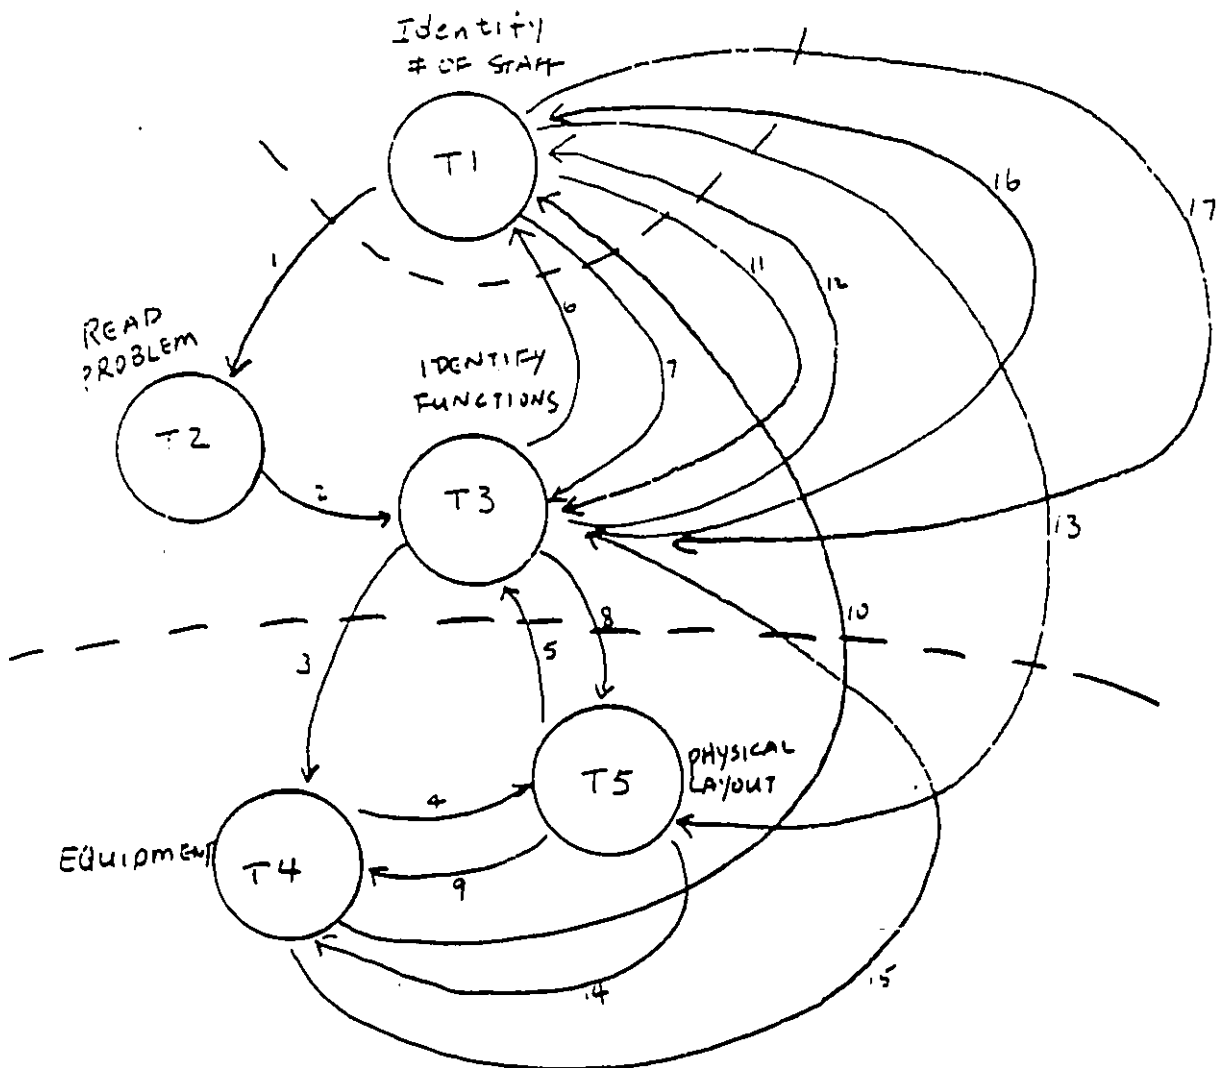 Identify
# OF STAFF
T1
16
17
1
11
12
6
READ
PROBLEM
IDENTIFY
FUNCTIONS
7
T2
2
T3
13
10
8
3
5
PHYSICAL
LAYOUT
T5
4
EQUIPMENT
T4
9
14
15